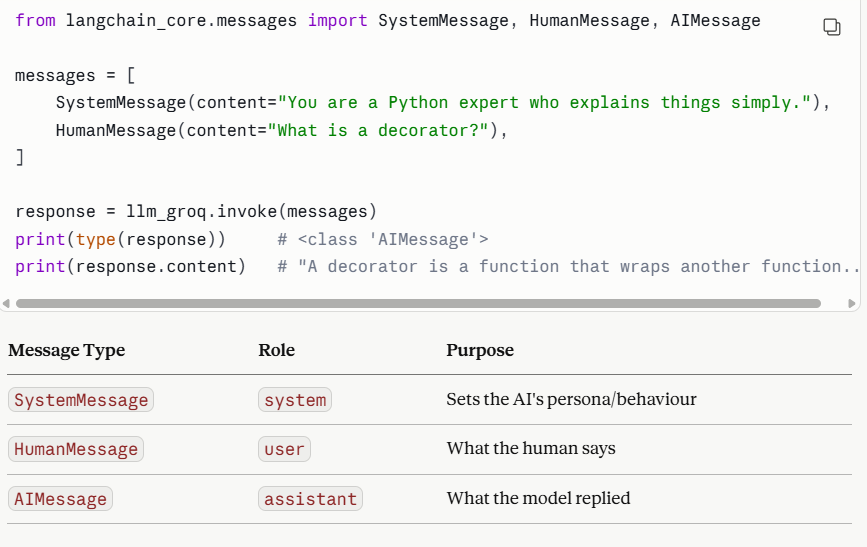 from langchain_core.messages import SystemMessage, HumanMessage, AIMessage
messages = [
    SystemMessage(content="You are a Python expert who explains things simply."),
    HumanMessage(content="What is a decorator?"),
]
response = llm_groq.invoke(messages)
print(type(response))     # <class 'AIMessage'>
print(response.content)   # "A decorator is a function that wraps another function..
Message Type Role Purpose
SystemMessage system Sets the AI's persona/behaviour
HumanMessage user What the human says
AIMessage assistant What the model replied